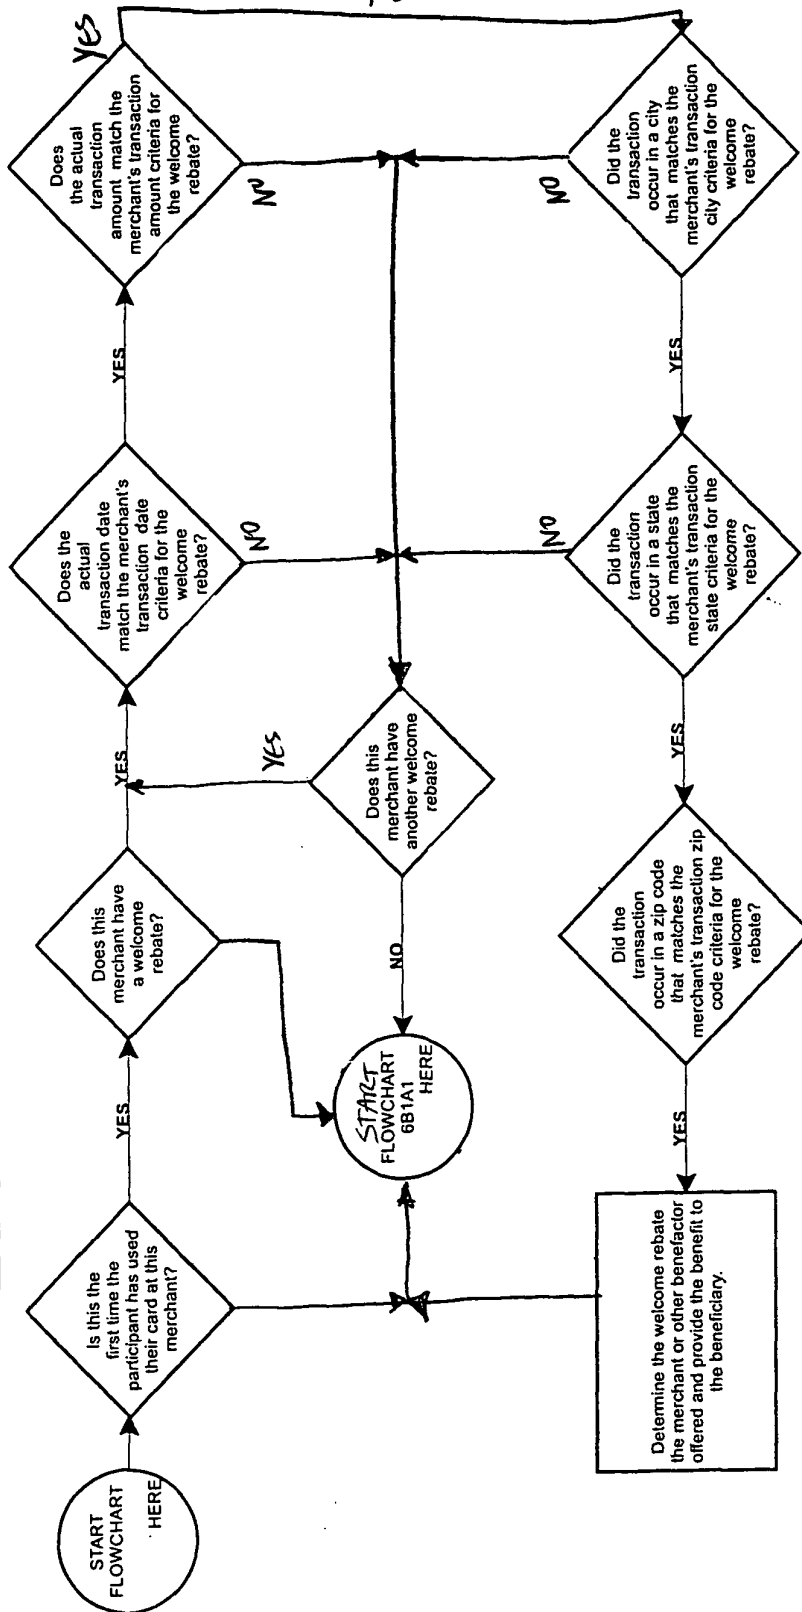 START
FLOWCHART
HERE
Is this the
first time the
participant has used
their card at this
merchant?
YES
Does this
merchant have
a welcome
rebate?
YES
Does the
actual
transaction date
match the merchant's
transaction date
criteria for the
welcome
rebate?
NO
YES
Does
the actual
transaction
amount match the
merchant's transaction
amount criteria for
the welcome
rebate?
NO
YES
START
FLOWCHART
6B1A1
HERE
NO
Does this
merchant have
another welcome
rebate?
YES
Did the
transaction
occur in a city
that matches the
merchant's transaction
city criteria for the
welcome
rebate?
NO
YES
Did the
transaction
occur in a state
that matches the
merchant's transaction
state criteria for the
welcome
rebate?
NO
YES
Did the
transaction
occur in a zip code
that matches the
merchant's transaction zip
code criteria for the
welcome
rebate?
YES
Determine the welcome rebate
the merchant or other benefactor
offered and provide the benefit to
the beneficiary.